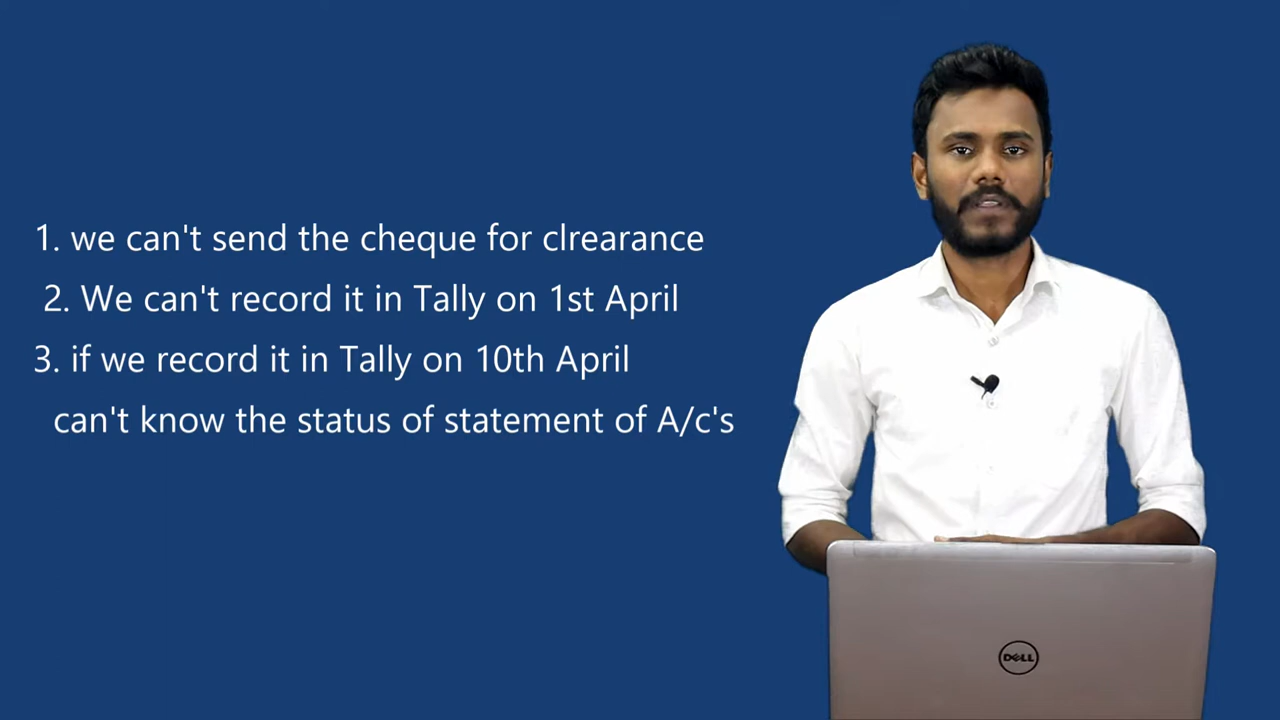 1. we can't send the cheque for clrearance
2. We can't record it in Tally on 1st April
3. if we record it in Tally on 10th April
can't know the status of statement of A/c's
DELL